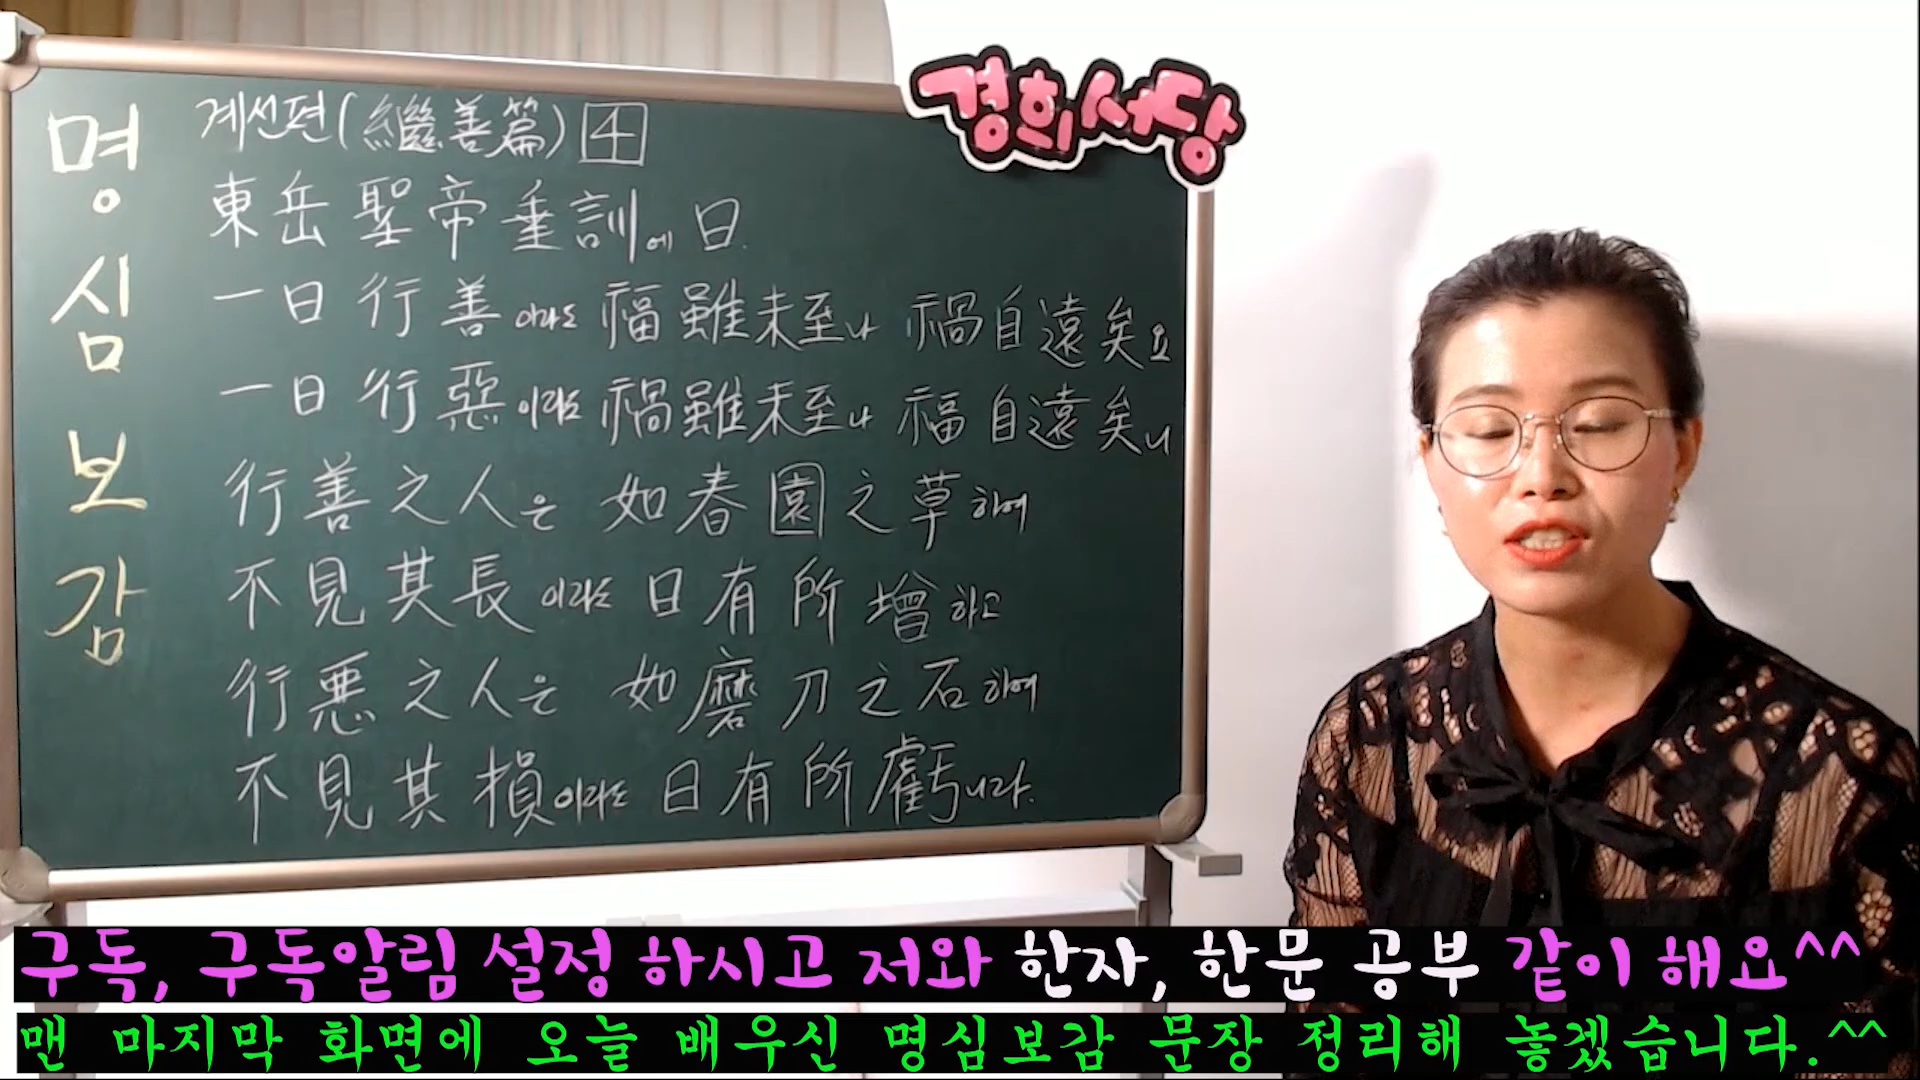 명심보감
계선편(繼善篇) 4
東岳聖帝垂訓에 曰.
一日行善이라도 福雖未至나 禍自遠矣요
一日行惡이라도 禍雖未至나 福自遠矣니
行善之人은 如春園之草하여
不見其長이라도 日有所增하고
行悪之人은 如磨刀之石하여
不見其損이라도 日有所虧니라.
경희서당
구독, 구독알림 설정 하시고 저와 한자, 한문 공부 같이 해요^^
맨 마지막 화면에 오늘 배우신 명심보감 문장 정리해 놓겠습니다.^^